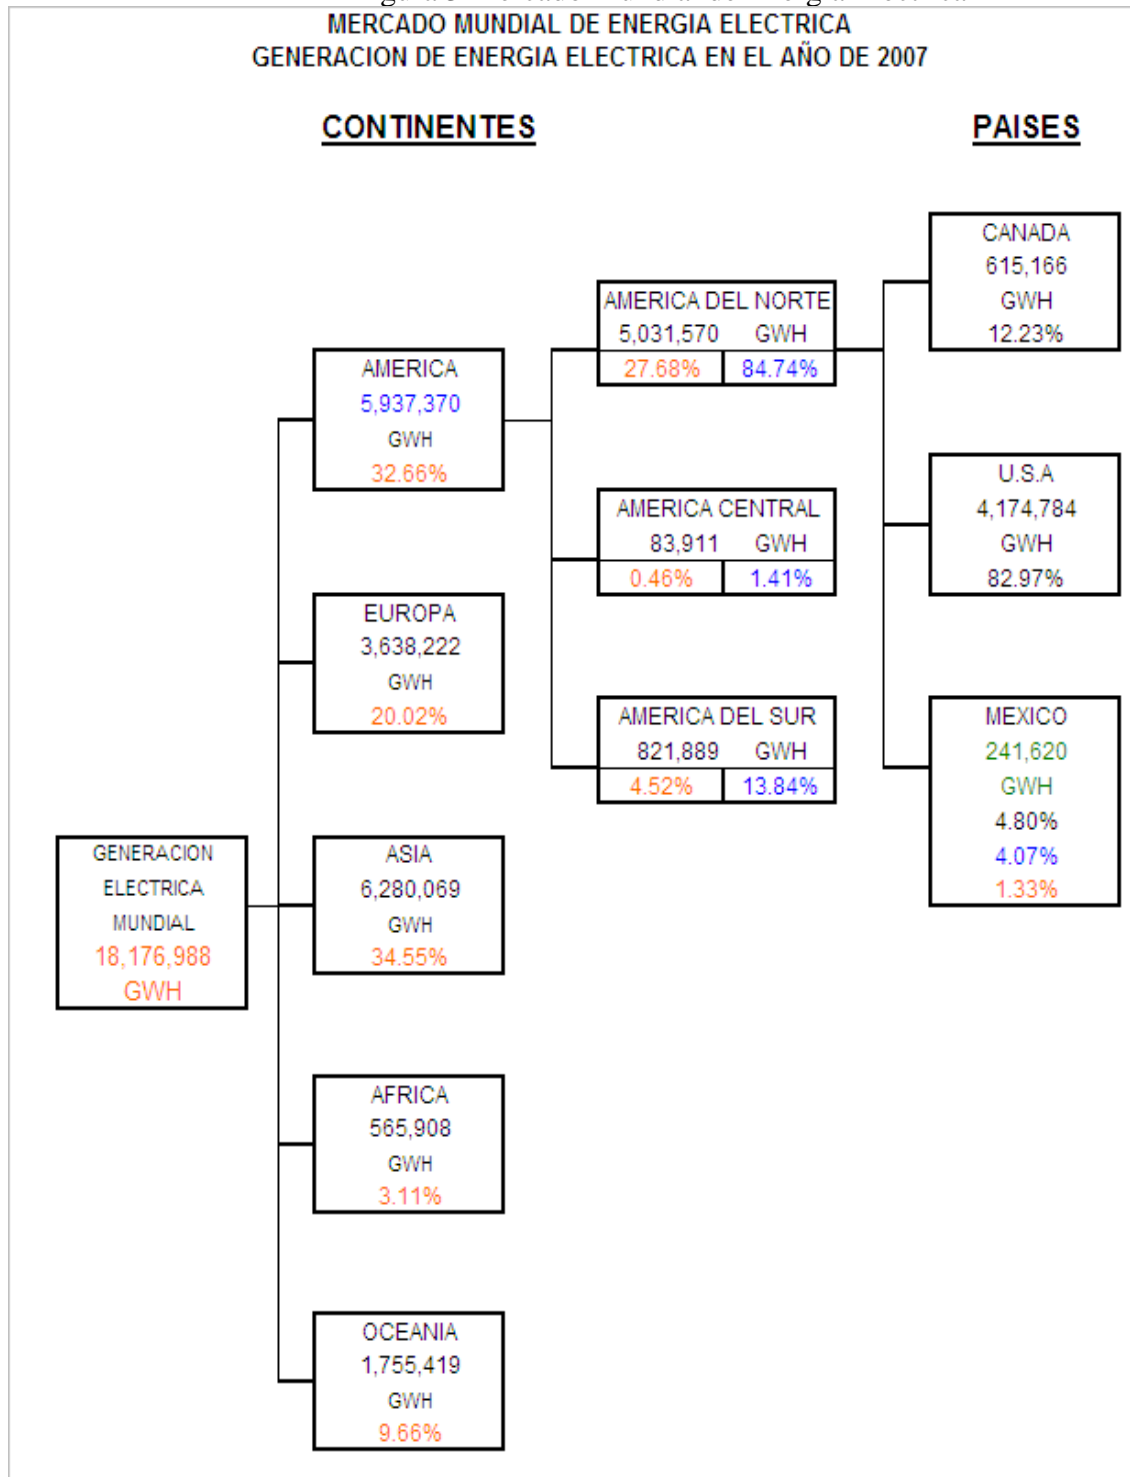 MERCADO MUNDIAL DE ENERGIA ELECTRICA
GENERACION DE ENERGIA ELECTRICA EN EL AÑO DE 2007
CONTINENTES
PAISES
GENERACION
ELECTRICA
MUNDIAL
18,176,988
GWH
AMERICA
5,937,370
GWH
32.66%
EUROPA
3,638,222
GWH
20.02%
ASIA
6,280,069
GWH
34.55%
AFRICA
565,908
GWH
3.11%
OCEANIA
1,755,419
GWH
9.66%
AMERICA DEL NORTE
5,031,570 GWH
27.68% 84.74%
AMERICA CENTRAL
83,911 GWH
0.46% 1.41%
AMERICA DEL SUR
821,889 GWH
4.52% 13.84%
CANADA
615,166
GWH
12.23%
U.S.A
4,174,784
GWH
82.97%
MEXICO
241,620
GWH
4.80%
4.07%
1.33%